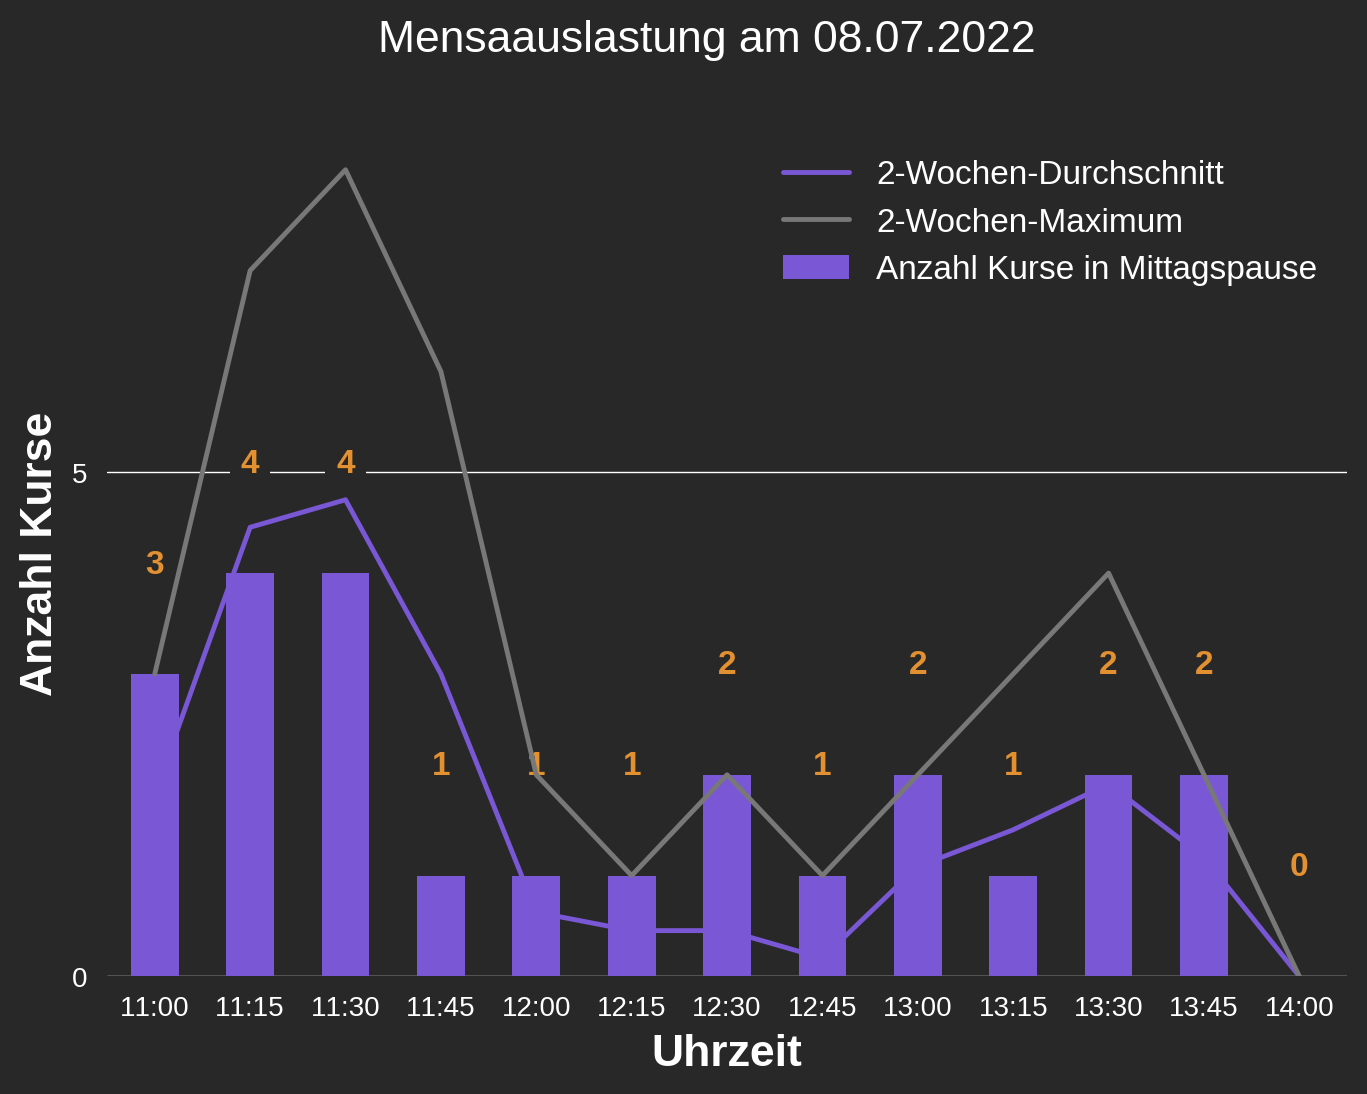 Mensaauslastung am 08.07.2022
2-Wochen-Durchschnitt
2-Wochen-Maximum
Anzahl Kurse in Mittagspause
Anzahl Kurse
5
0
3
4
4
1
1
1
2
1
2
1
2
2
0
11:00 11:15 11:30 11:45 12:00 12:15 12:30 12:45 13:00 13:15 13:30 13:45 14:00
Uhrzeit